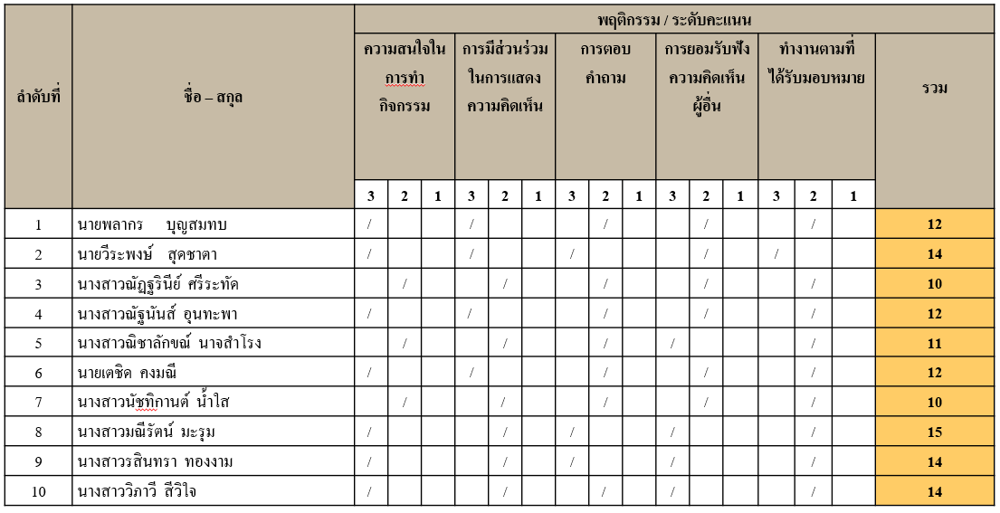 พฤติกรรม / ระดับคะแนน
ลำดับที่ ชื่อ – สกุล ความสนใจใน การมีส่วนร่วม การตอบ การยอมรับฟัง ทำงานตามที่ รวม
การทำ ในการแสดง คำถาม ความคิดเห็น ได้รับมอบหมาย
กิจกรรม ความคิดเห็น ผู้อื่น
3 2 1 3 2 1 3 2 1 3 2 1 3 2 1
1 นายพลากร บุญสมทบ / / / / / 12
2 นายวีระพงษ์ สุดชาตา / / / / / 14
3 นางสาวณัฏฐริณีย์ ศรีระทัด / / / / / 10
4 นางสาวณัฐนันส์ อุนทะพา / / / / / 12
5 นางสาวณิชาลักขณ์ นาจสำโรง / / / / / 11
6 นายเตชิด คงมณี / / / / / 12
7 นางสาวนัชทิกานต์ น้ำใส / / / / / 10
8 นางสาวมณีรัตน์ มะรุม / / / / / 15
9 นางสาวรสินทรา ทองงาม / / / / / 14
10 นางสาววิภาวี สีวิใจ / / / / / 14